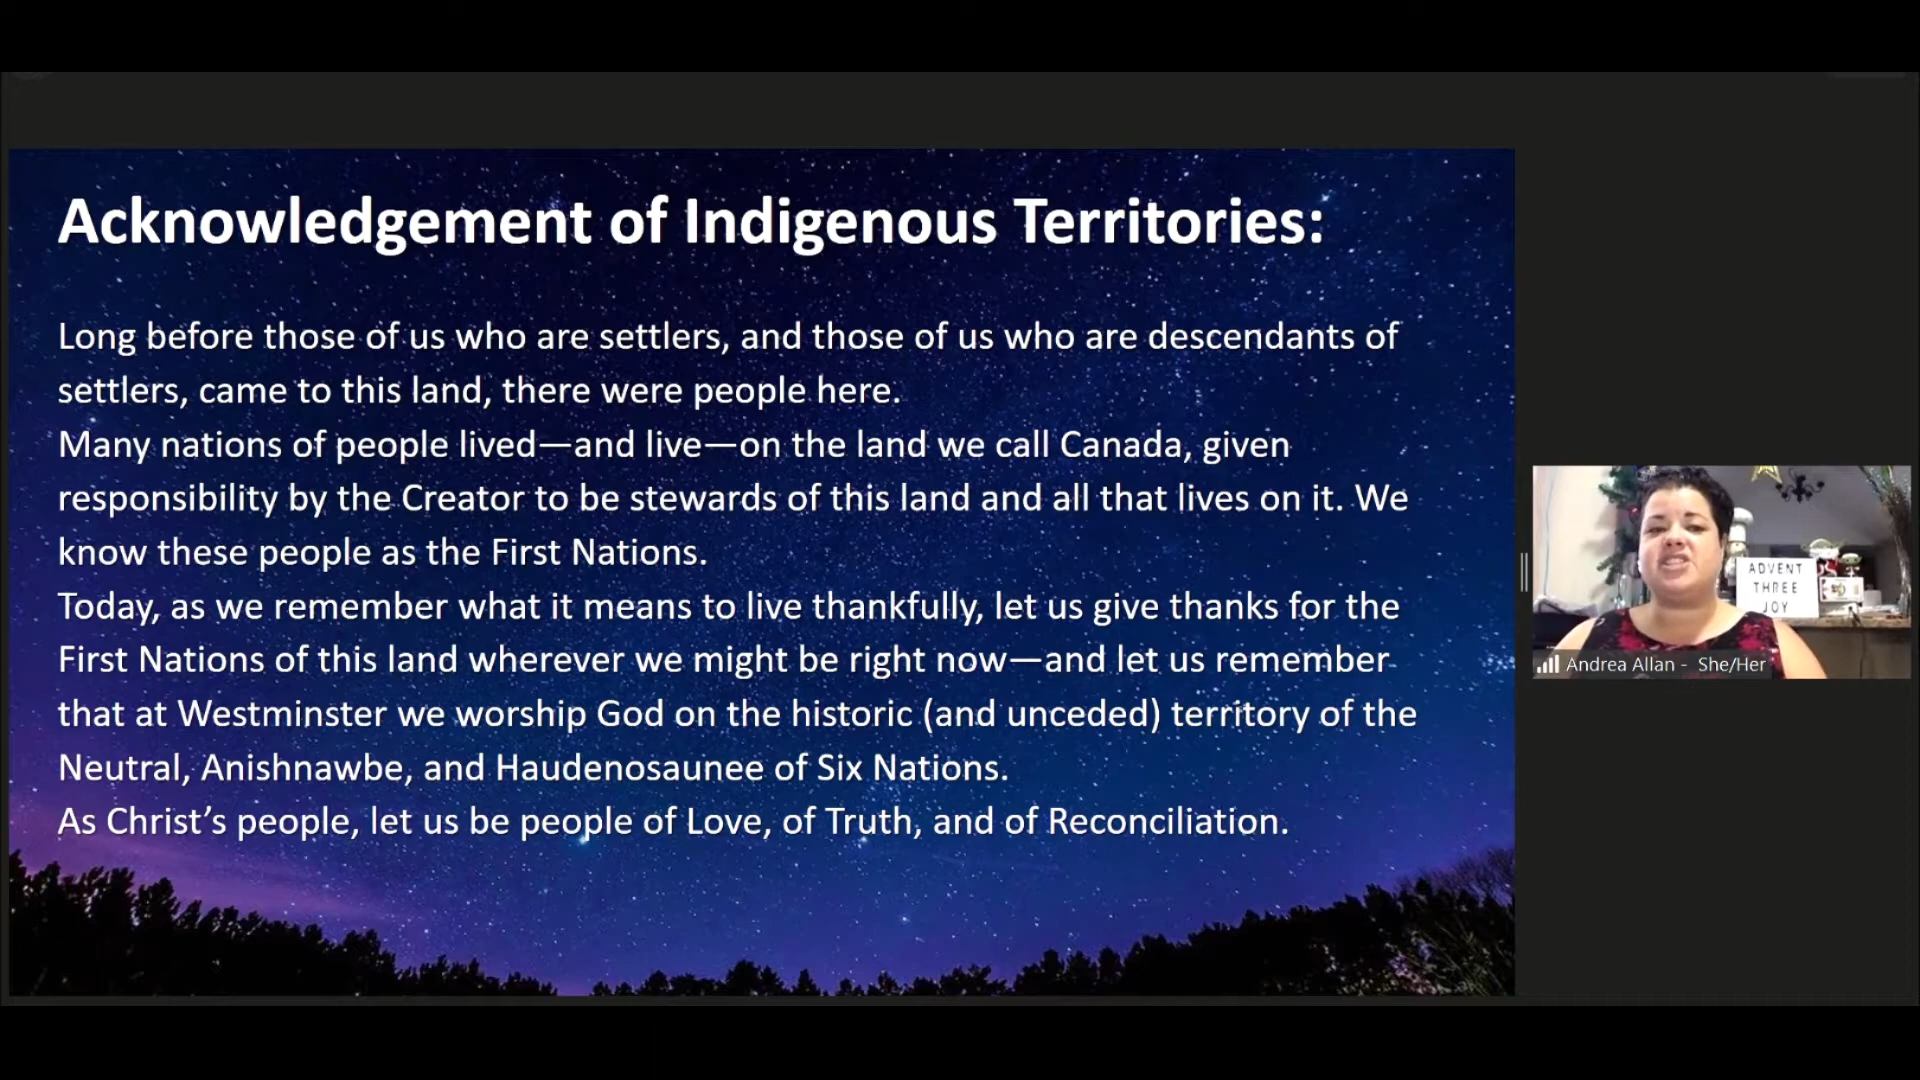 Acknowledgement of Indigenous Territories:
Long before those of us who are settlers, and those of us who are descendants of
settlers, came to this land, there were people here.
Many nations of people lived—and live—on the land we call Canada, given
responsibility by the Creator to be stewards of this land and all that lives on it. We
know these people as the First Nations.
Today, as we remember what it means to live thankfully, let us give thanks for the
First Nations of this land wherever we might be right now—and let us remember
that at Westminster we worship God on the historic (and unceded) territory of the
Neutral, Anishnawbe, and Haudenosaunee of Six Nations.
As Christ’s people, let us be people of Love, of Truth, and of Reconciliation.
ADVENT
THREE
JOY
Andrea Allan - She/Her